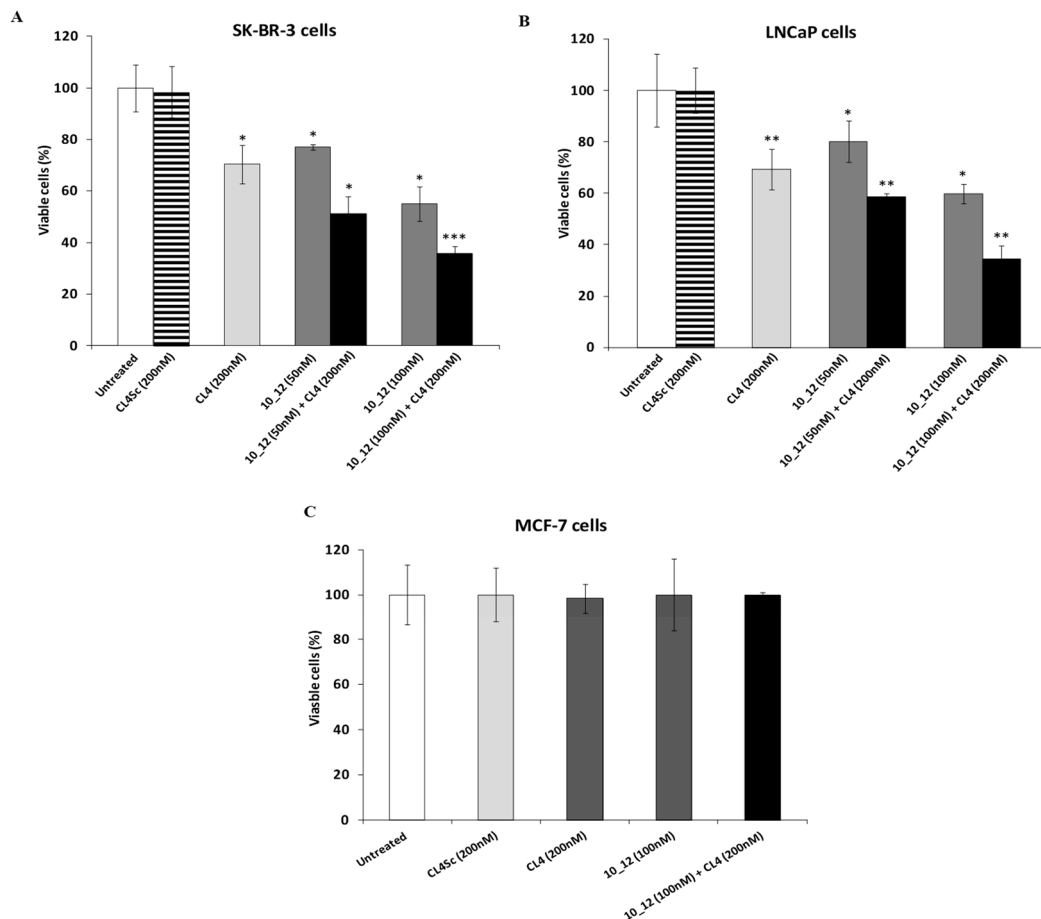 A
SK-BR-3 cells
Viable cells (%)
120
100
80
60
40
20
0
*
*
*
*
***
Untreated
CL4Sc (200nM)
CL4 (200nM)
10_12 (50nM)
10_12 (50nM) + CL4 (200nM)
10_12 (100nM)
10_12 (100nM) + CL4 (200nM)
B
LNCaP cells
Viable cells (%)
120
100
80
60
40
20
0
**
*
**
*
**
Untreated
CL4Sc (200nM)
CL4 (200nM)
10_12 (50nM)
10_12 (50nM) + CL4 (200nM)
10_12 (100nM)
10_12 (100nM) + CL4 (200nM)
C
MCF-7 cells
Viasble cells (%)
120
100
80
60
40
20
0
Untreated
CL4Sc (200nM)
CL4 (200nM)
10_12 (100nM)
10_12 (100nM) + CL4 (200nM)